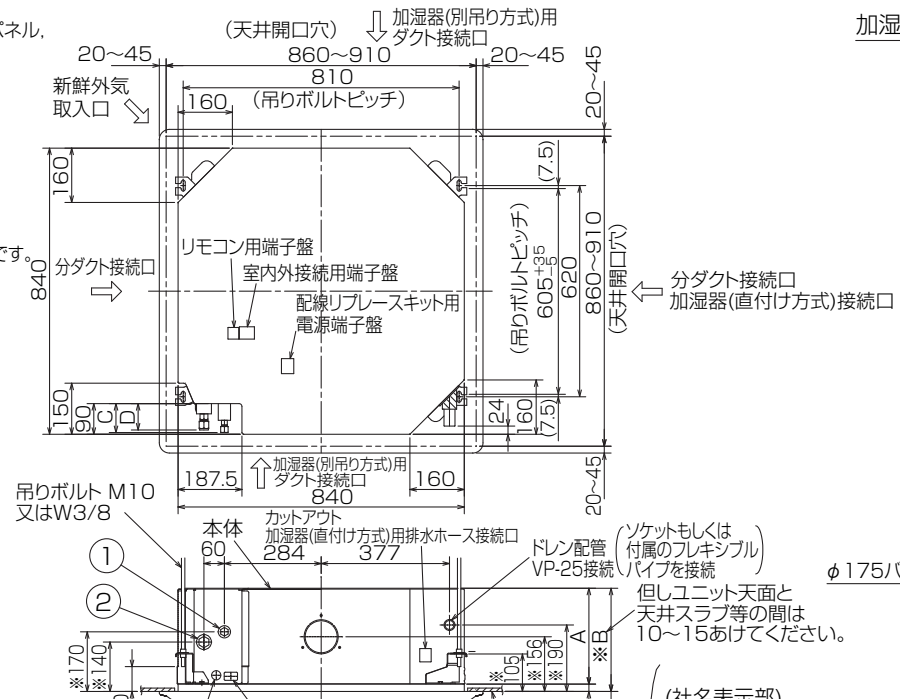 パネル,
(天井開口穴)
加湿器(別吊り方式)用
ダクト接続口
加湿
20~45
860~910
20~45
810
(吊りボルトピッチ)
新鮮外気
取入口
160
20~45
160
(7.5)
です。
840
分ダクト接続口
リモコン用端子盤
室内外接続用端子盤
配線リプレースキット用
電源端子盤
(吊りボルトピッチ)
605 +35 -5
620
860~910
(天井開口穴)
分ダクト接続口
加湿器(直付け方式)接続口
150
90
C
D
24
160
(7.5)
20~45
加湿器(別吊り方式)用
ダクト接続口
187.5
160
840
吊りボルト M10
又はW3/8
カットアウト
加湿器(直付け方式)用排水ホース接続口
本体
60
284
377
ドレン配管
VP-25接続
(ソケットもしくは
付属のフレキシブル
パイプを接続)
φ175パ
①
②
但しユニット天面と
天井スラブ等の間は
10~15あけてください。
※170
※140
※
105
※156
※190
A
※B
(社名表示部)